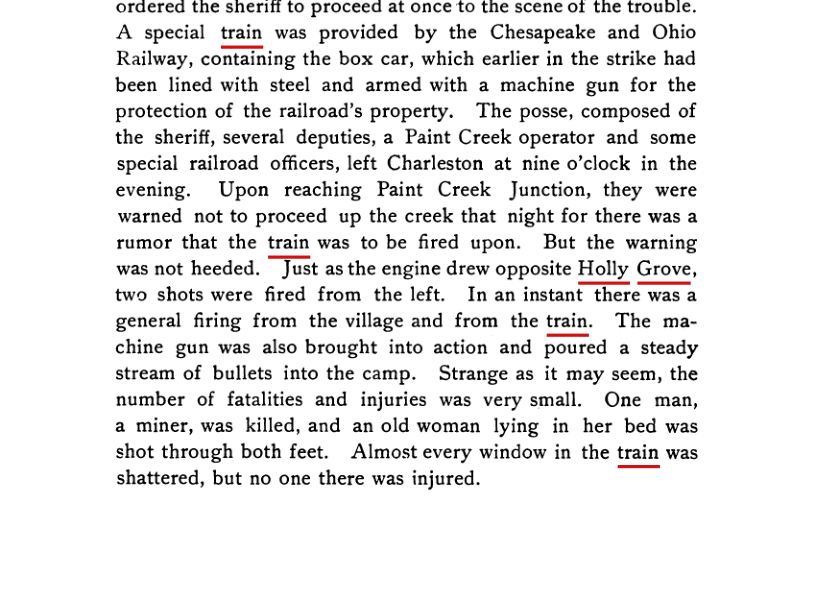 ordered the sheriff to proceed at once to the scene of the trouble.
A special train was provided by the Chesapeake and Ohio
Railway, containing the box car, which earlier in the strike had
been lined with steel and armed with a machine gun for the
protection of the railroad's property. The posse, composed of
the sheriff, several deputies, a Paint Creek operator and some
special railroad officers, left Charleston at nine o'clock in the
evening. Upon reaching Paint Creek Junction, they were
warned not to proceed up the creek that night for there was a
rumor that the train was to be fired upon. But the warning
was not heeded. Just as the engine drew opposite Holly Grove,
two shots were fired from the left. In an instant there was a
general firing from the village and from the train. The ma-
chine gun was also brought into action and poured a steady
stream of bullets into the camp. Strange as it may seem, the
number of fatalities and injuries was very small. One man,
a miner, was killed, and an old woman lying in her bed was
shot through both feet. Almost every window in the train was
shattered, but no one there was injured.